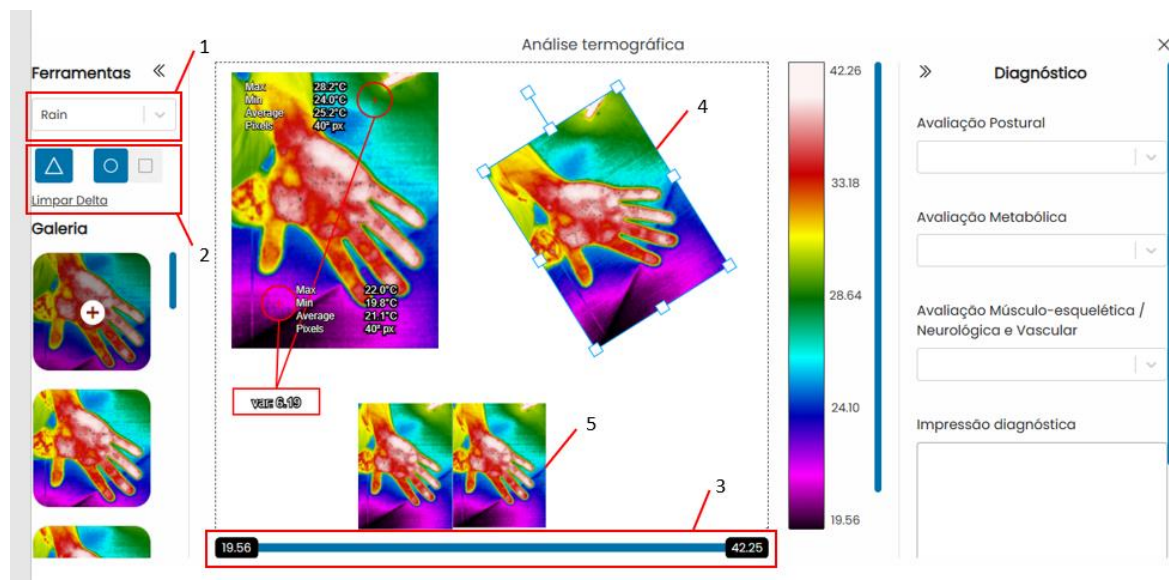 Análise termográfica
1
Ferramentas
Rain
Limpar Delta
2
Galeria
Max 28.2°C
Min 24.0°C
Average 25.2°C
Pixels 40² px
Max 22.0°C
Min 19.8°C
Average 21.1°C
Pixels 40² px
var: 6.19
4
5
3
19.56
42.25
42.26
33.18
28.64
24.10
19.56
Diagnóstico
Avaliação Postural
Avaliação Metabólica
Avaliação Músculo-esquelética /
Neurológica e Vascular
Impressão diagnóstica